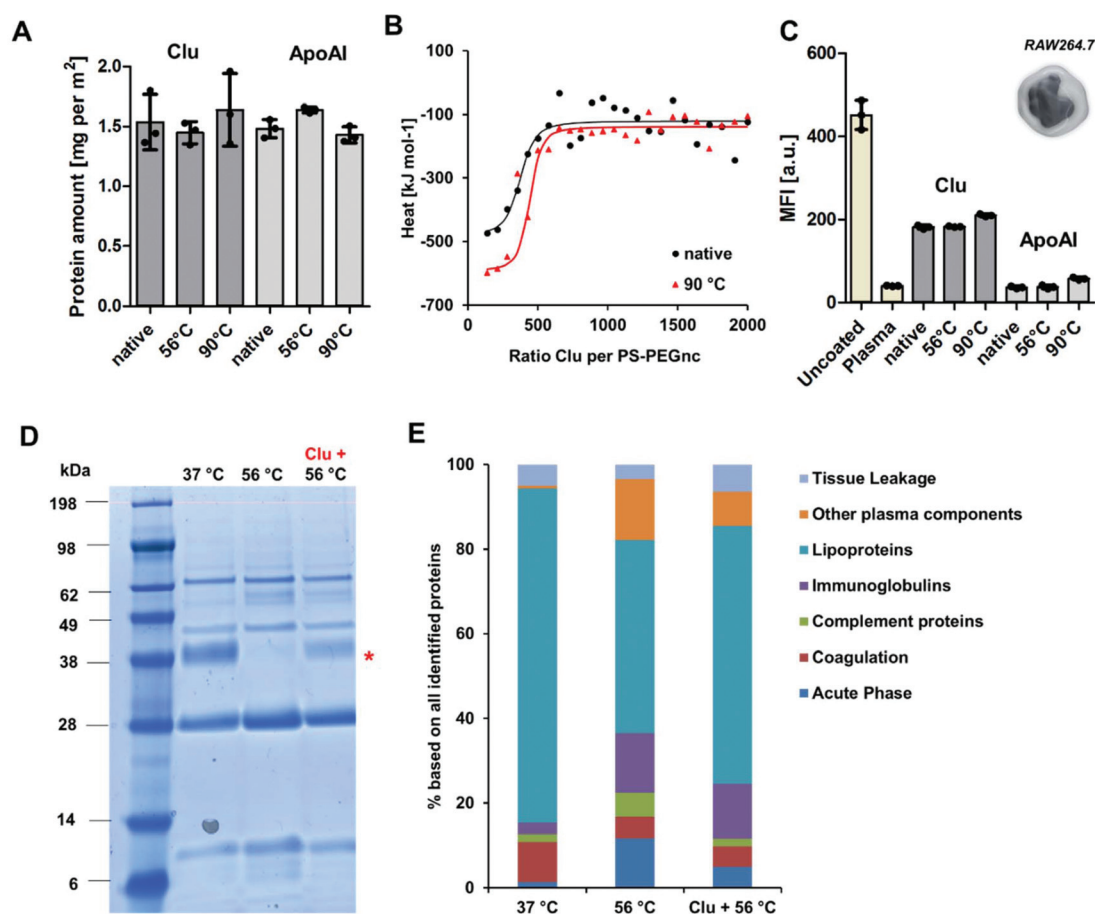 A
Clu
ApoAI
Protein amount [mg per m²]
2.0
1.5
1.0
0.5
0.0
native
56°C
90°C
native
56°C
90°C
B
Heat [kJ mol-1]
100
-100
-300
-500
-700
native
90 °C
0
500
1000
1500
2000
Ratio Clu per PS-PEGnc
C
RAW264.7
MFI [a.u.]
600
400
200
0
Clu
ApoAI
Uncoated
Plasma
native
56°C
90°C
native
56°C
90°C
D
Clu +
kDa
37 °C
56 °C
56 °C
198
98
62
49
38
*
28
14
6
E
% based on all identified proteins
100
80
60
40
20
0
37 °C
56 °C
Clu + 56 °C
Tissue Leakage
Other plasma components
Lipoproteins
Immunoglobulins
Complement proteins
Coagulation
Acute Phase